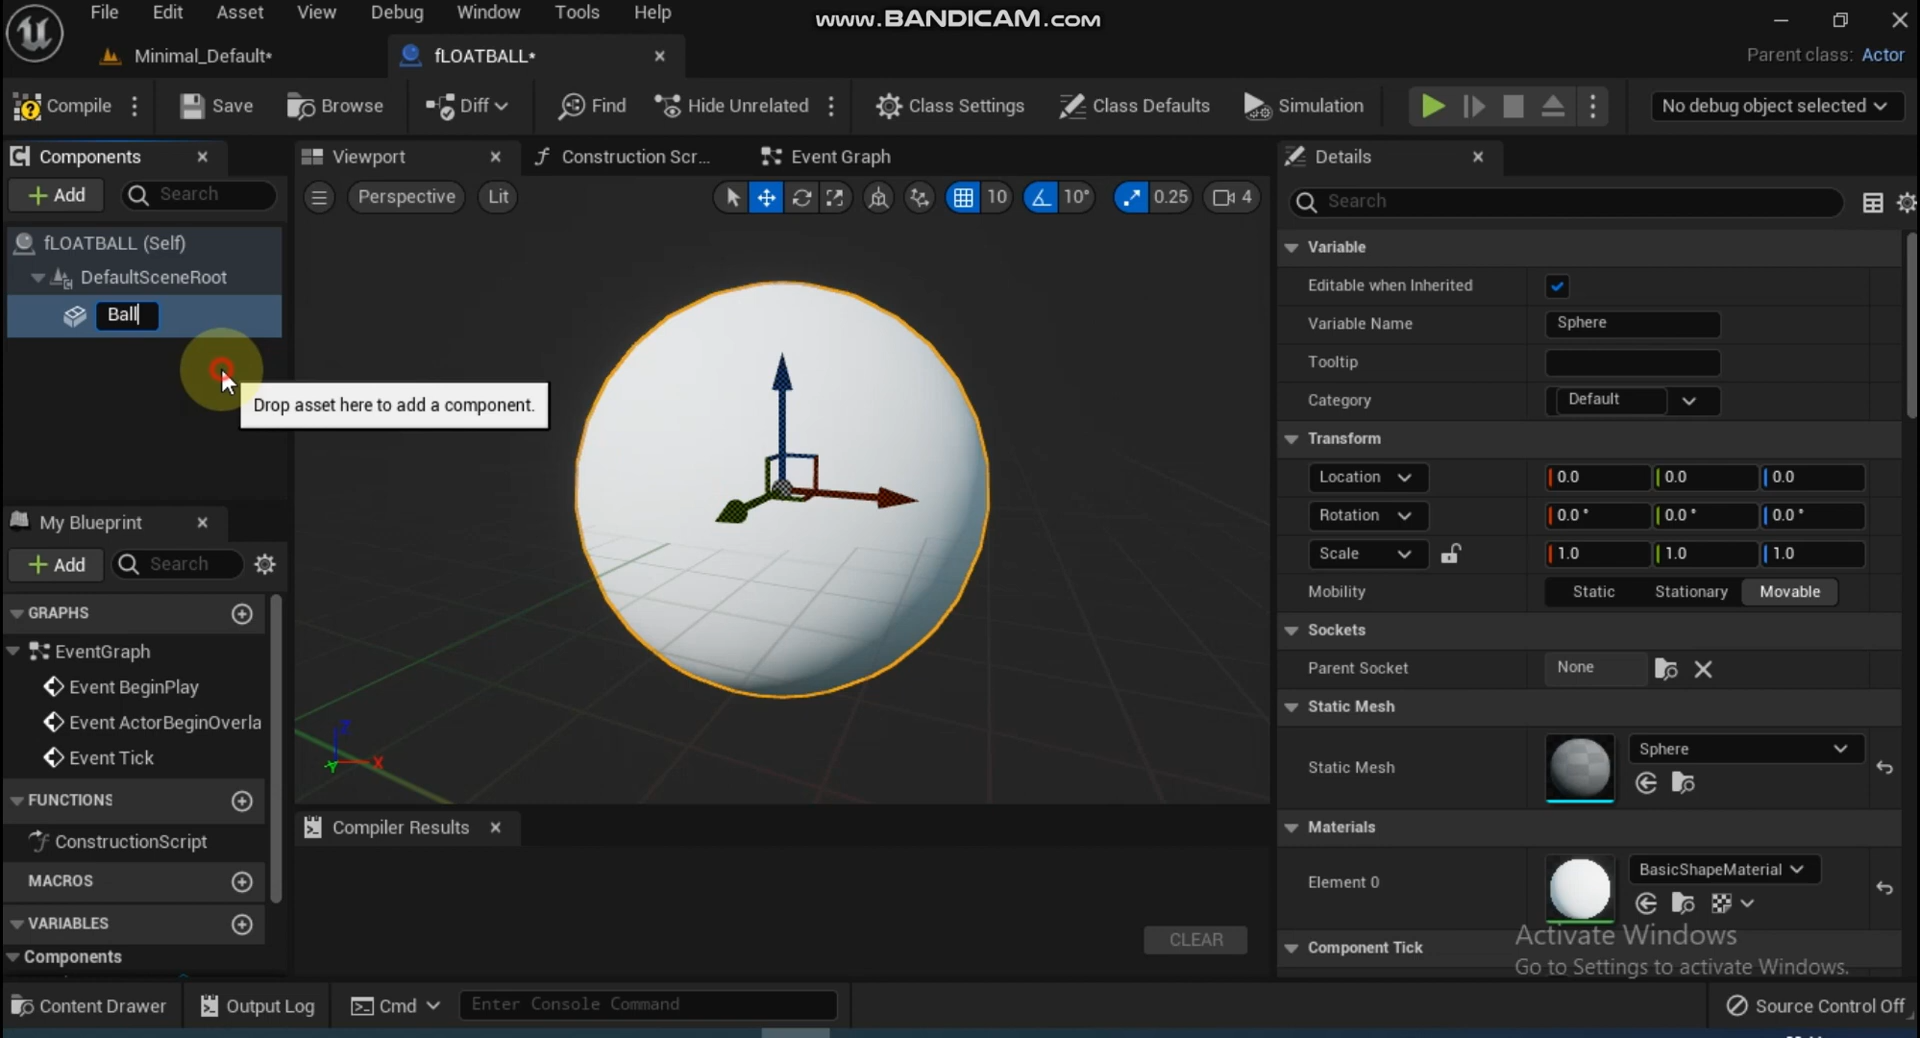 File Edit Asset View Debug Window Tools Help
www.BANDICAM.com
Minimal_Default*
fLOATBALL*
Parent class: Actor
Compile
Save
Browse
Diff
Find
Hide Unrelated
Class Settings
Class Defaults
Simulation
No debug object selected
Components
Viewport
Construction Scr...
Event Graph
Details
Add
Search
Perspective
Lit
10
10°
0.25
4
Search
fLOATBALL (Self)
DefaultSceneRoot
Ball
Drop asset here to add a component.
Variable
Editable when Inherited
Variable Name
Sphere
Tooltip
Category
Default
Transform
Location
0.0
0.0
0.0
Rotation
0.0 °
0.0 °
0.0 °
Scale
1.0
1.0
1.0
Mobility
Static
Stationary
Movable
Sockets
Parent Socket
None
Static Mesh
Static Mesh
Sphere
Materials
Element 0
BasicShapeMaterial
Component Tick
My Blueprint
Add
Search
GRAPHS
EventGraph
Event BeginPlay
Event ActorBeginOverla
Event Tick
FUNCTIONS
ConstructionScript
MACROS
VARIABLES
Components
Z
X
Y
Compiler Results
CLEAR
Activate Windows
Go to Settings to activate Windows.
Content Drawer
Output Log
Cmd
Enter Console Command
Source Control Off